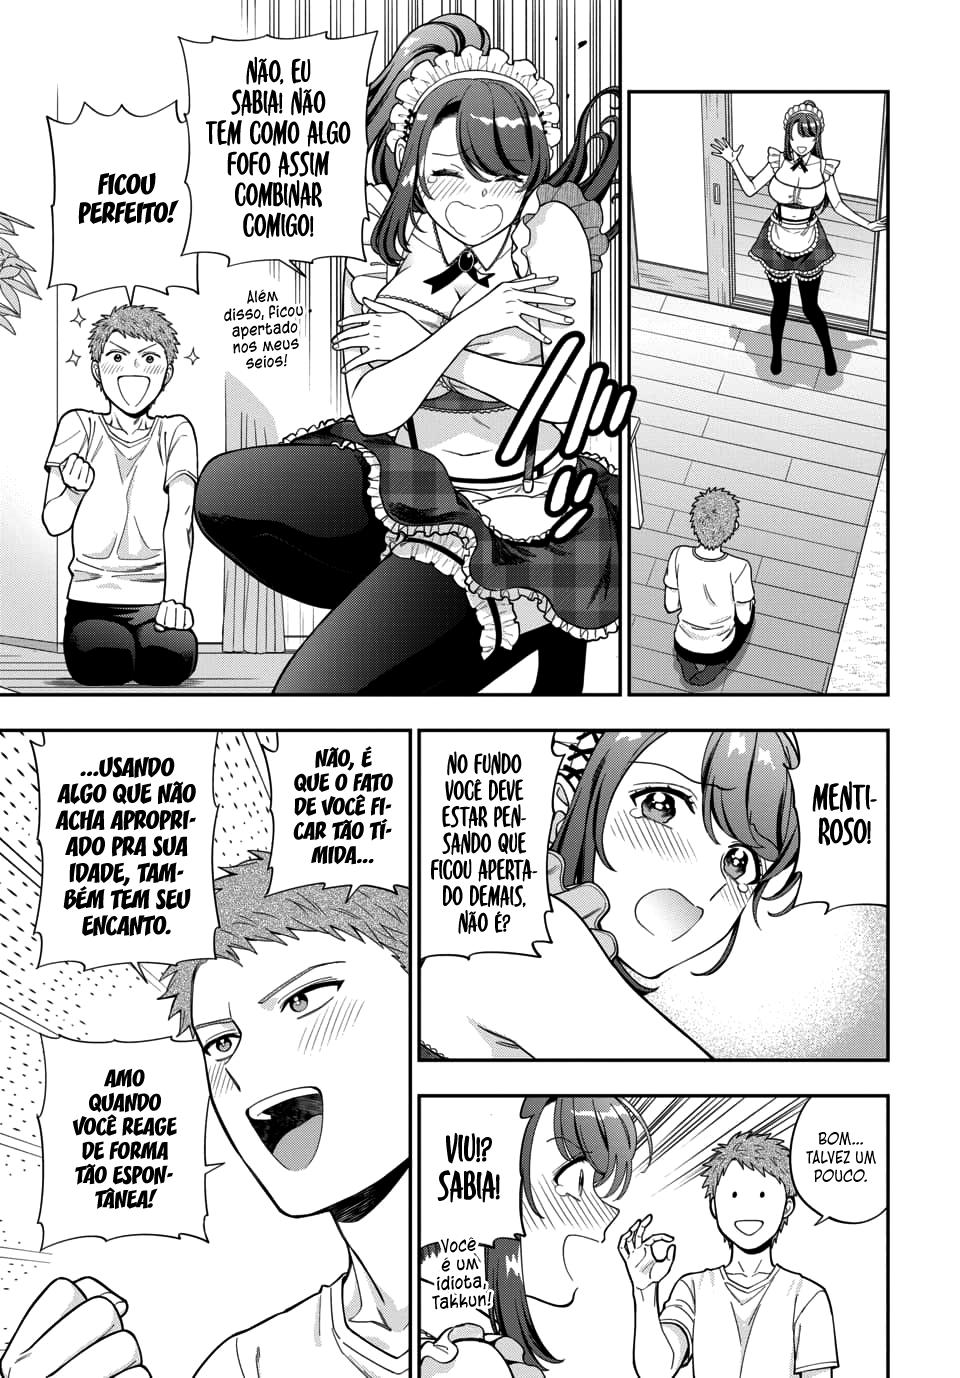 NÃO, EU
SABIA! NÃO
TEM COMO ALGO
FOFO ASSIM
COMBINAR
COMIGO!
Além
disso, ficou
apertado
nos meus
seios!
FICOU
PERFEITO!
MENTI-
ROSO!
NO FUNDO
VOCÊ DEVE
ESTAR PEN-
SANDO QUE
FICOU APERTA-
DO DEMAIS,
NÃO É?
BOM...
TALVEZ UM
POUCO.
VIU!?
SABIA!
Você
é um
idiota,
Takkun!
NÃO, É
QUE O FATO
DE VOCÊ FI-
CAR TÃO TÍ-
MIDA...
...USANDO
ALGO QUE NÃO
ACHA APROPRI-
ADO PRA SUA
IDADE, TAM-
BÉM TEM SEU
ENCANTO.
AMO
QUANDO
VOCÊ REAGE
DE FORMA
TÃO ESPON-
TÂNEA!